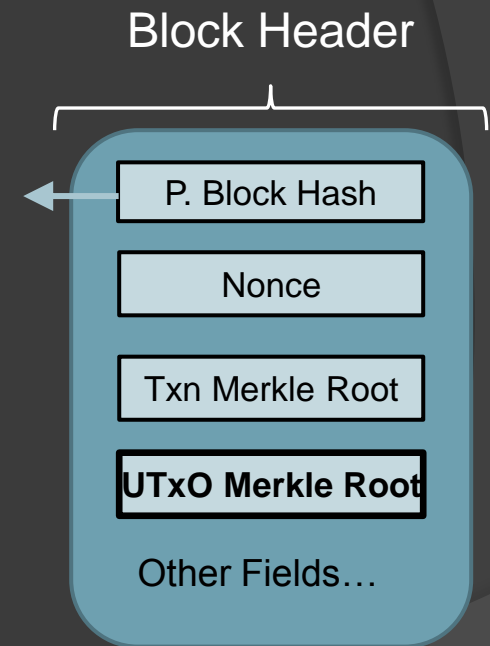 Block Header
P. Block Hash
Nonce
Txn Merkle Root
UTxO Merkle Root
Other Fields…